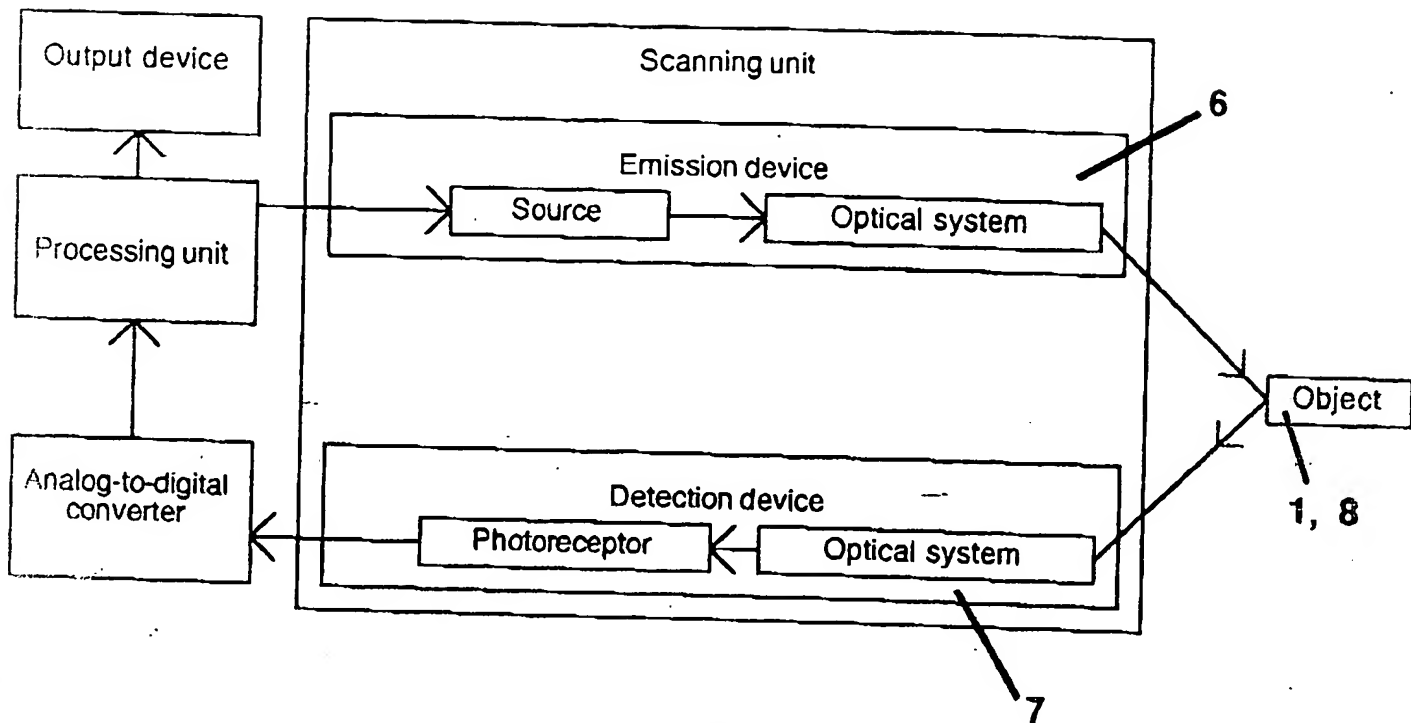 Output device
Scanning unit
6
Emission device
Source
Optical system
Processing unit
Object
1, 8
Analog-to-digital
converter
Detection device
Photoreceptor
Optical system
7